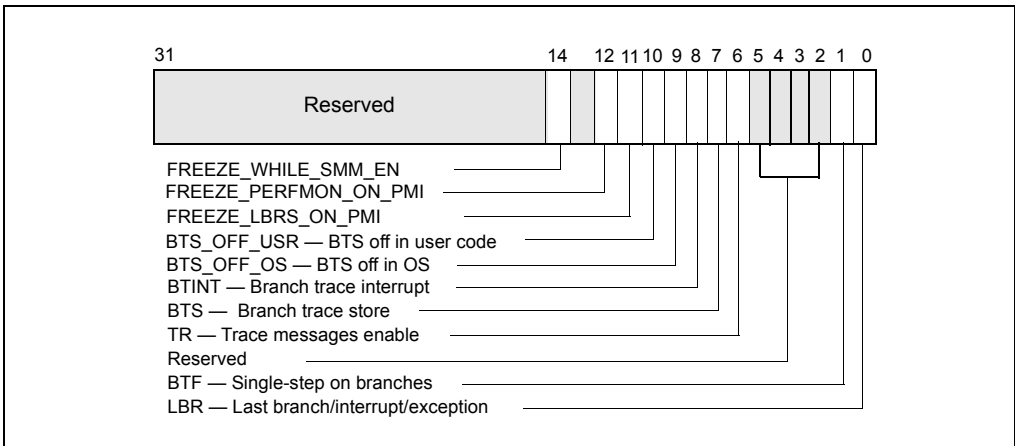 31 14 12 11 10 9 8 7 6 5 4 3 2 1 0
Reserved
FREEZE_WHILE_SMM_EN
FREEZE_PERFMON_ON_PMI
FREEZE_LBRS_ON_PMI
BTS_OFF_USR — BTS off in user code
BTS_OFF_OS — BTS off in OS
BTINT — Branch trace interrupt
BTS — Branch trace store
TR — Trace messages enable
Reserved
BTF — Single-step on branches
LBR — Last branch/interrupt/exception